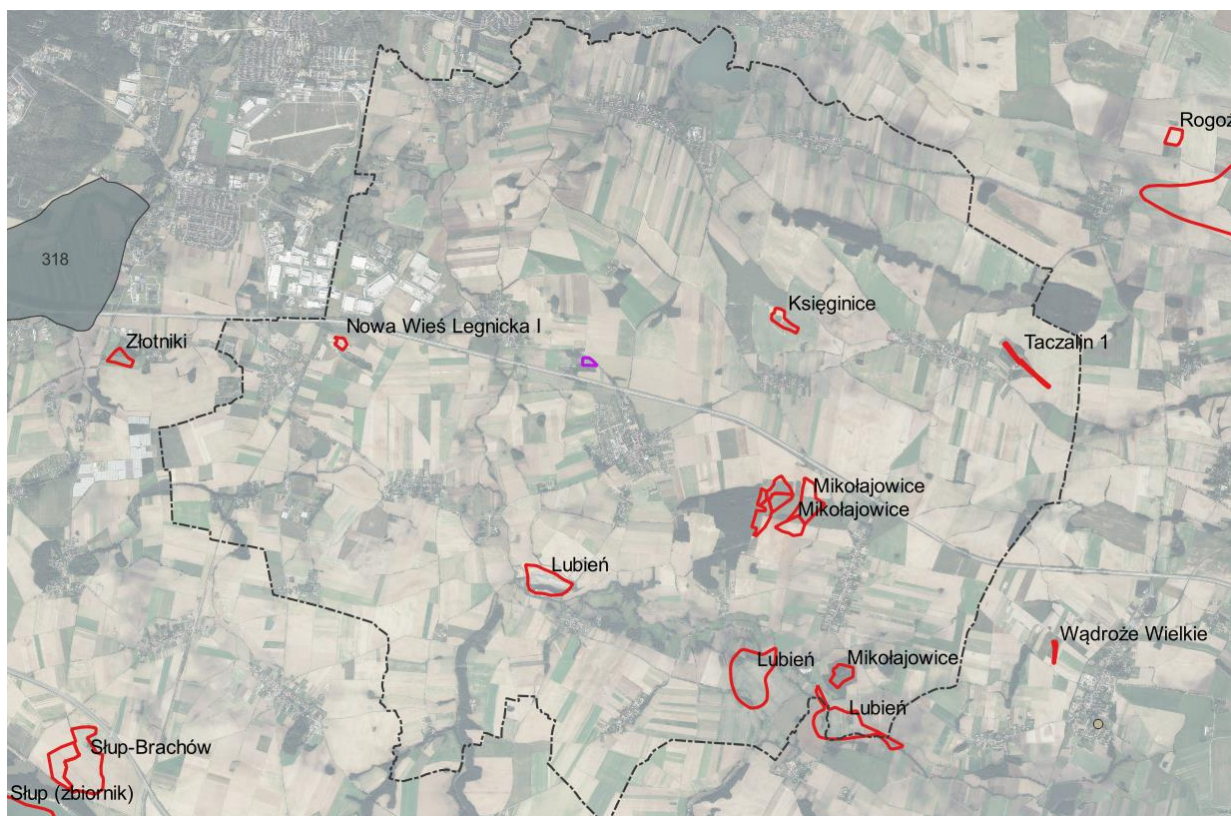 Rogoź
318
Księginice
Nowa Wieś Legnicka I
Złotniki
Taczalin 1
Mikołajowice
Mikołajowice
Lubień
Wądroże Wielkie
Lubień
Mikołajowice
Lubień
Słup-Brachów
Słup (zbiornik)